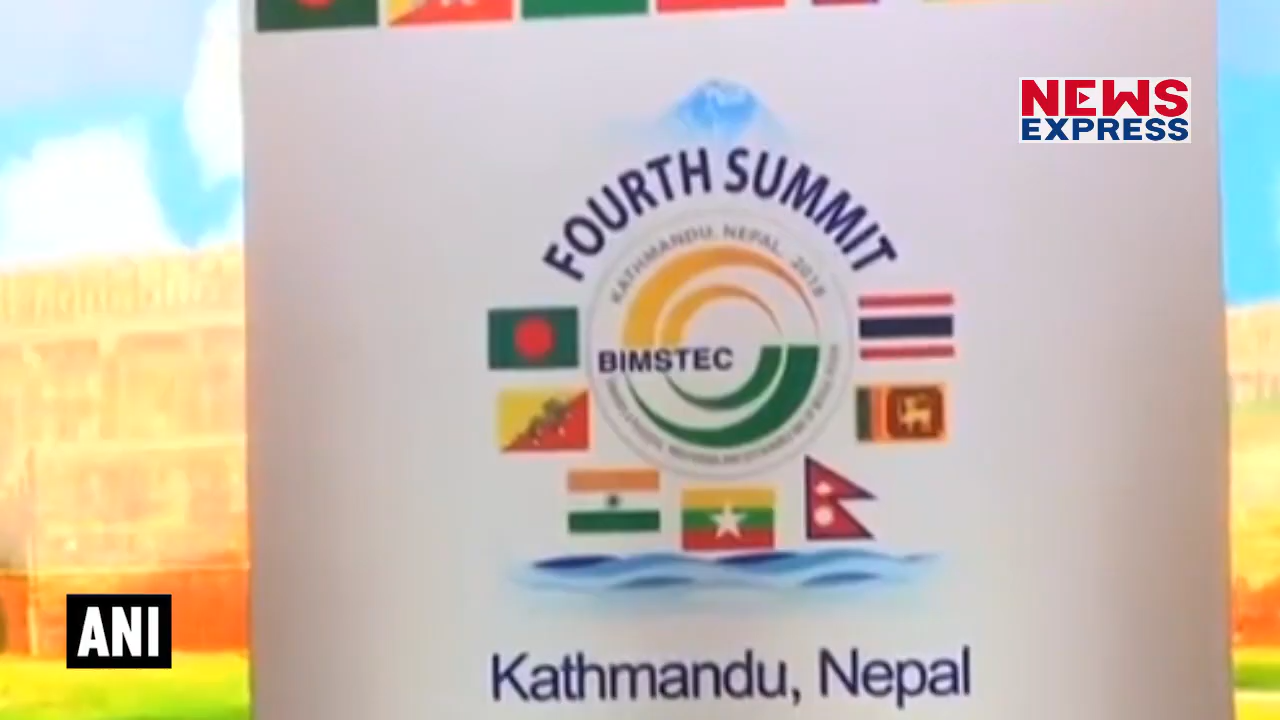 NEWS
EXPRESS
FOURTH SUMMIT
KATHMANDU, NEPAL, 2018
BIMSTEC
ANI
Kathmandu, Nepal